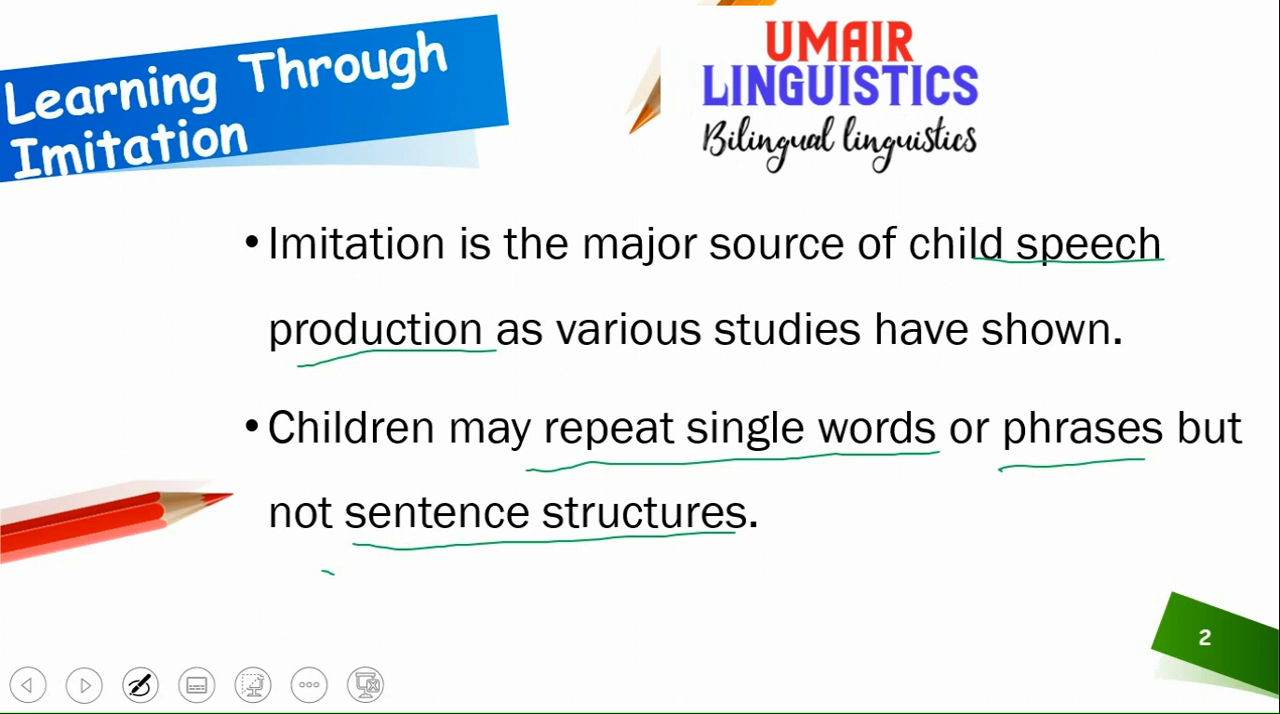 Learning Through
Imitation
UMAIR
LINGUISTICS
Bilingual linguistics
• Imitation is the major source of child speech
production as various studies have shown.
• Children may repeat single words or phrases but
not sentence structures.
2